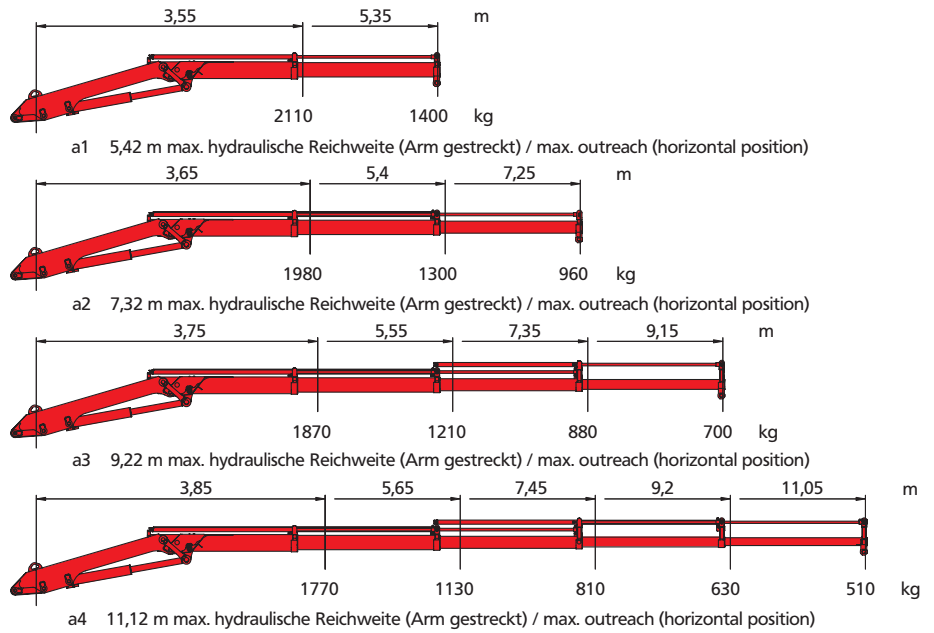 3,55 5,35 m
2110 1400 kg
a1 5,42 m max. hydraulische Reichweite (Arm gestreckt) / max. outreach (horizontal position)
3,65 5,4 7,25 m
1980 1300 960 kg
a2 7,32 m max. hydraulische Reichweite (Arm gestreckt) / max. outreach (horizontal position)
3,75 5,55 7,35 9,15 m
1870 1210 880 700 kg
a3 9,22 m max. hydraulische Reichweite (Arm gestreckt) / max. outreach (horizontal position)
3,85 5,65 7,45 9,2 11,05 m
1770 1130 810 630 510 kg
a4 11,12 m max. hydraulische Reichweite (Arm gestreckt) / max. outreach (horizontal position)